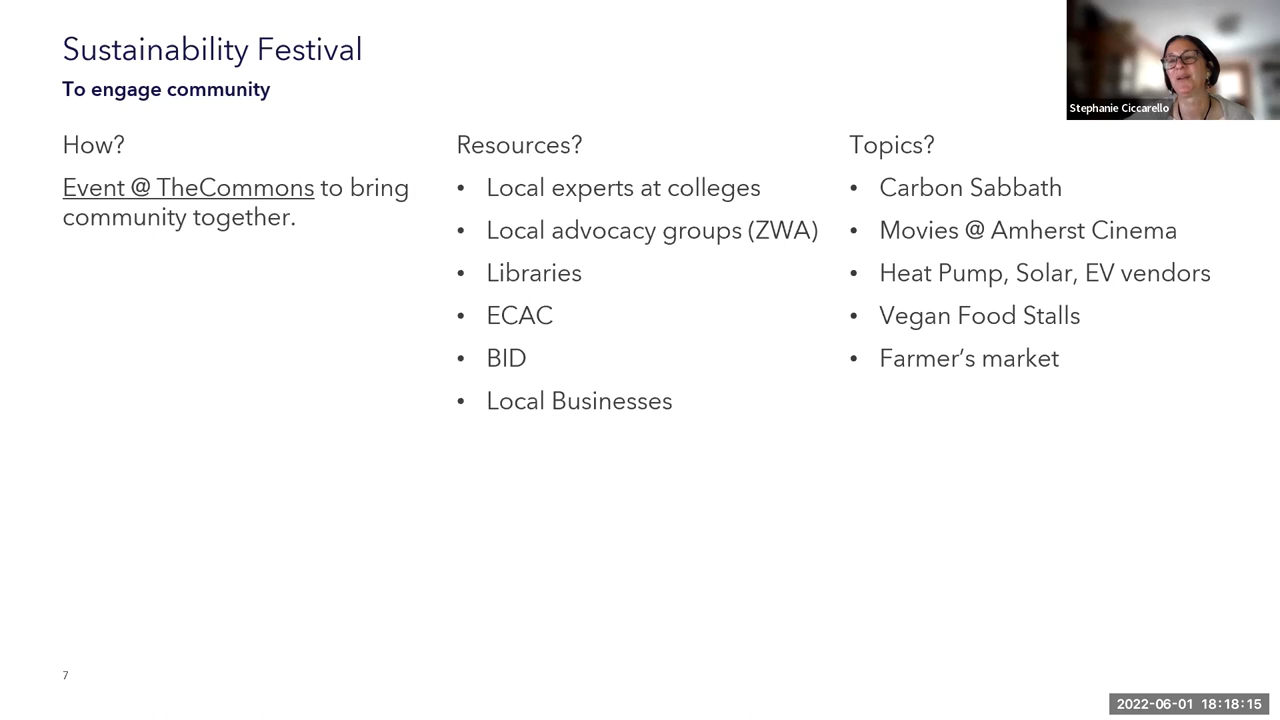 Sustainability Festival
To engage community
Stephanie Ciccarello
How?
Event @ TheCommons to bring
community together.
Resources?
• Local experts at colleges
• Local advocacy groups (ZWA)
• Libraries
• ECAC
• BID
• Local Businesses
Topics?
• Carbon Sabbath
• Movies @ Amherst Cinema
• Heat Pump, Solar, EV vendors
• Vegan Food Stalls
• Farmer’s market
7
2022-06-01 18:18:15